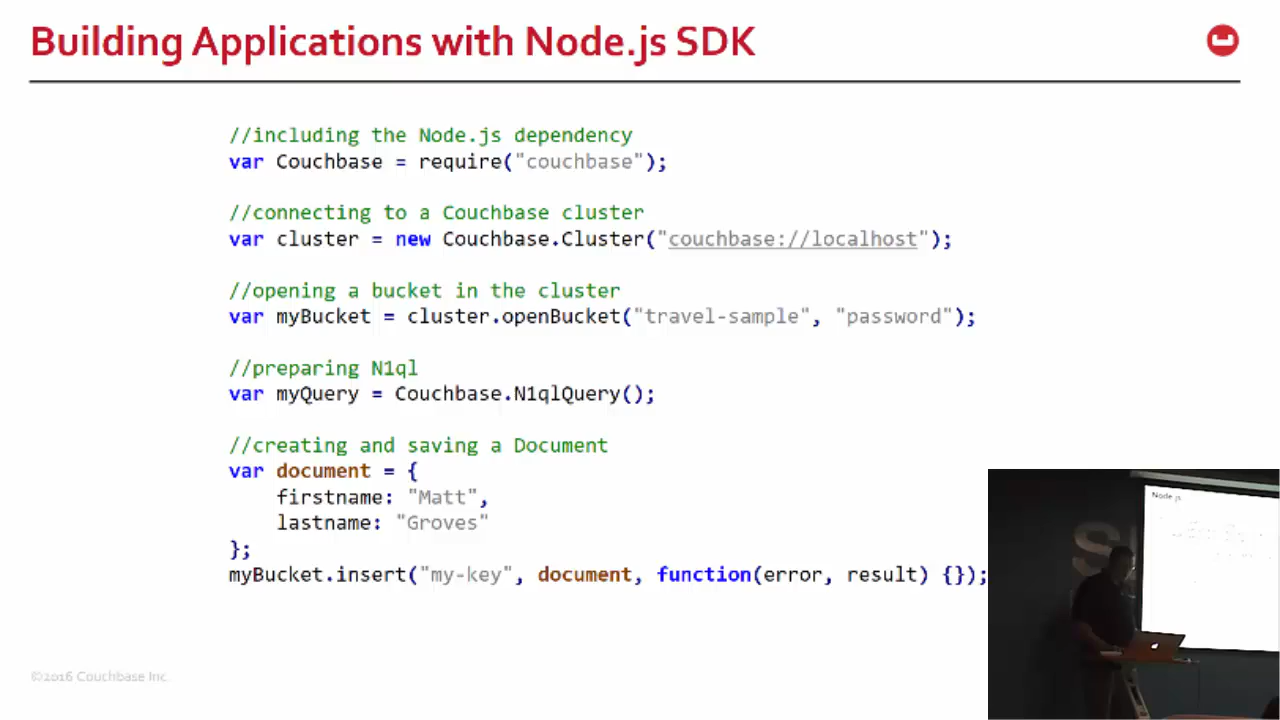 Building Applications with Node.js SDK
//including the Node.js dependency
var Couchbase = require("couchbase");
//connecting to a Couchbase cluster
var cluster = new Couchbase.Cluster("couchbase://localhost");
//opening a bucket in the cluster
var myBucket = cluster.openBucket("travel-sample", "password");
//preparing N1ql
var myQuery = Couchbase.N1qlQuery();
//creating and saving a Document
var document = {
firstname: "Matt",
lastname: "Groves"
};
myBucket.insert("my-key", document, function(error, result) {});
Node.js
©2016 Couchbase Inc.